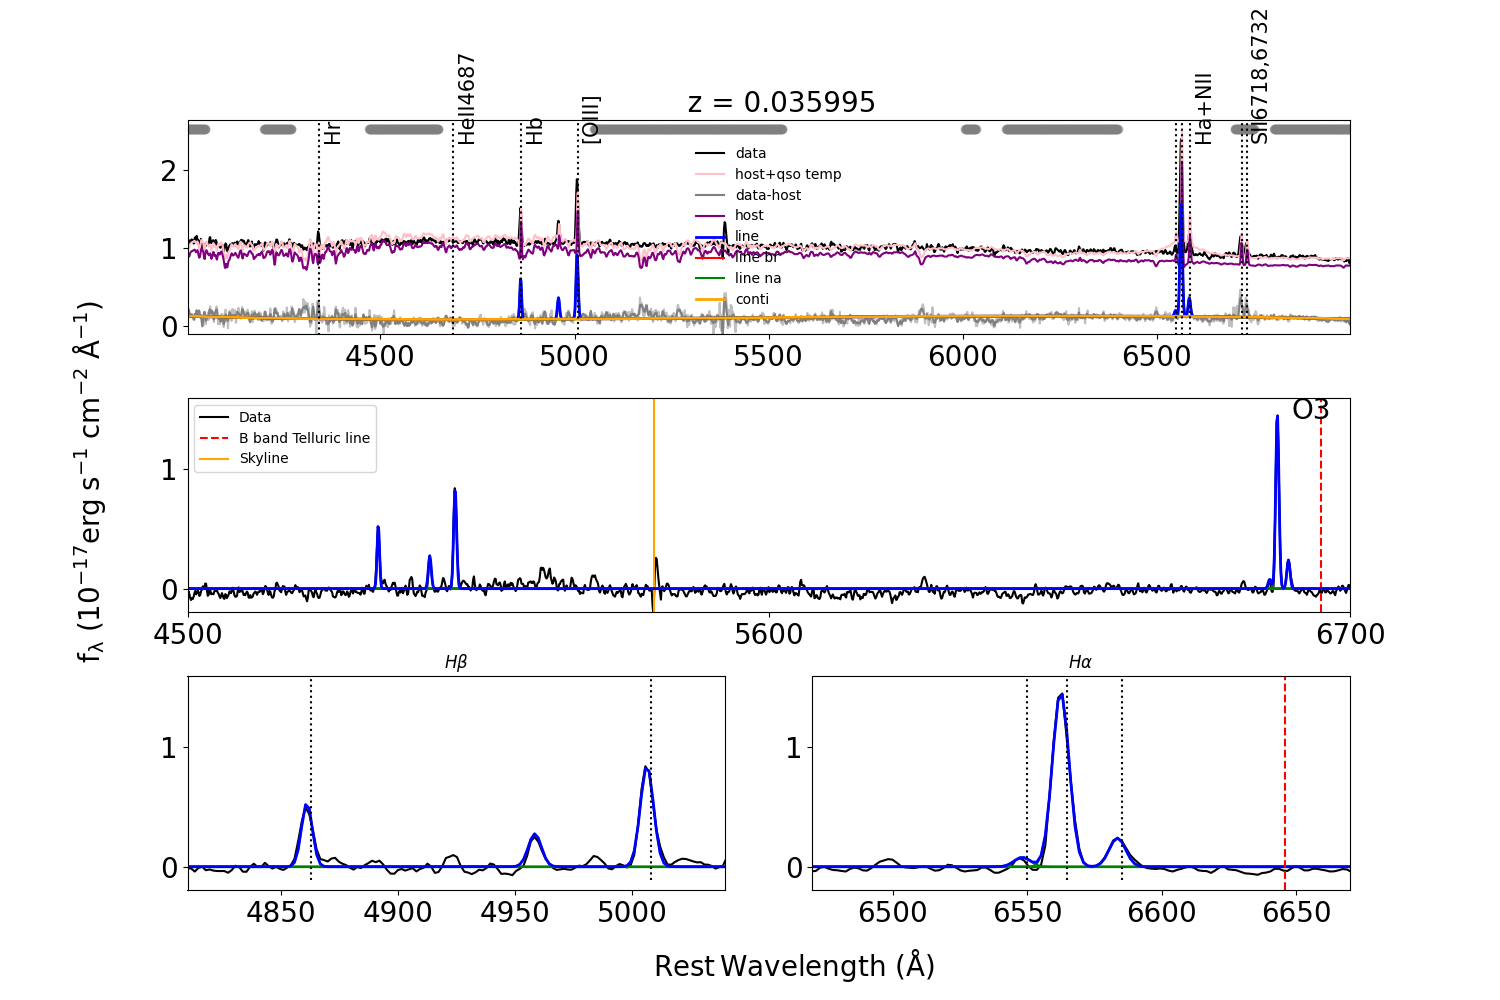 z = 0.035995
Hr
HeII4687
Hb
[OIII]
Ha+NII
SII6718,6732
data
host+qso temp
data-host
host
line
line br
line na
conti
2
1
0
4500
5000
5500
6000
6500
Data
B band Telluric line
Skyline
O3
1
0
4500
5600
6700
fλ (10−17erg s−1 cm−2 Å−1)
Hβ
1
0
4850
4900
4950
5000
Hα
1
0
6500
6550
6600
6650
Rest Wavelength (Å)